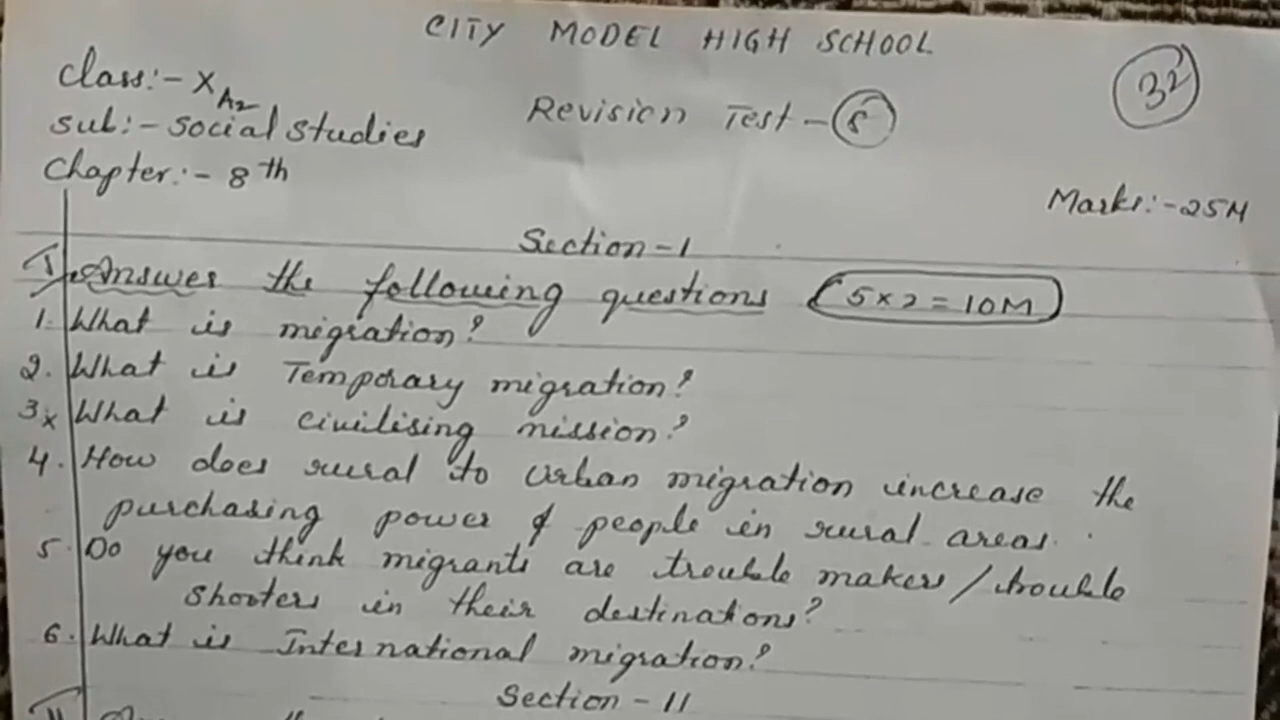 CITY MODEL HIGH SCHOOL
32
Class:- X A2
Revision Test - 8
Sub:- Social Studies
Chapter:- 8th
Marks:- 25M
Section - I
I. Answer the following questions (5 x 2 = 10M)
1. What is migration?
2. What is Temporary migration?
3x What is civilising mission?
4. How does rural to urban migration increase the
purchasing power of people in rural areas.
5. Do you think migrants are trouble makers / trouble
shooters in their destinations?
6. What is International migration?
Section - II
II